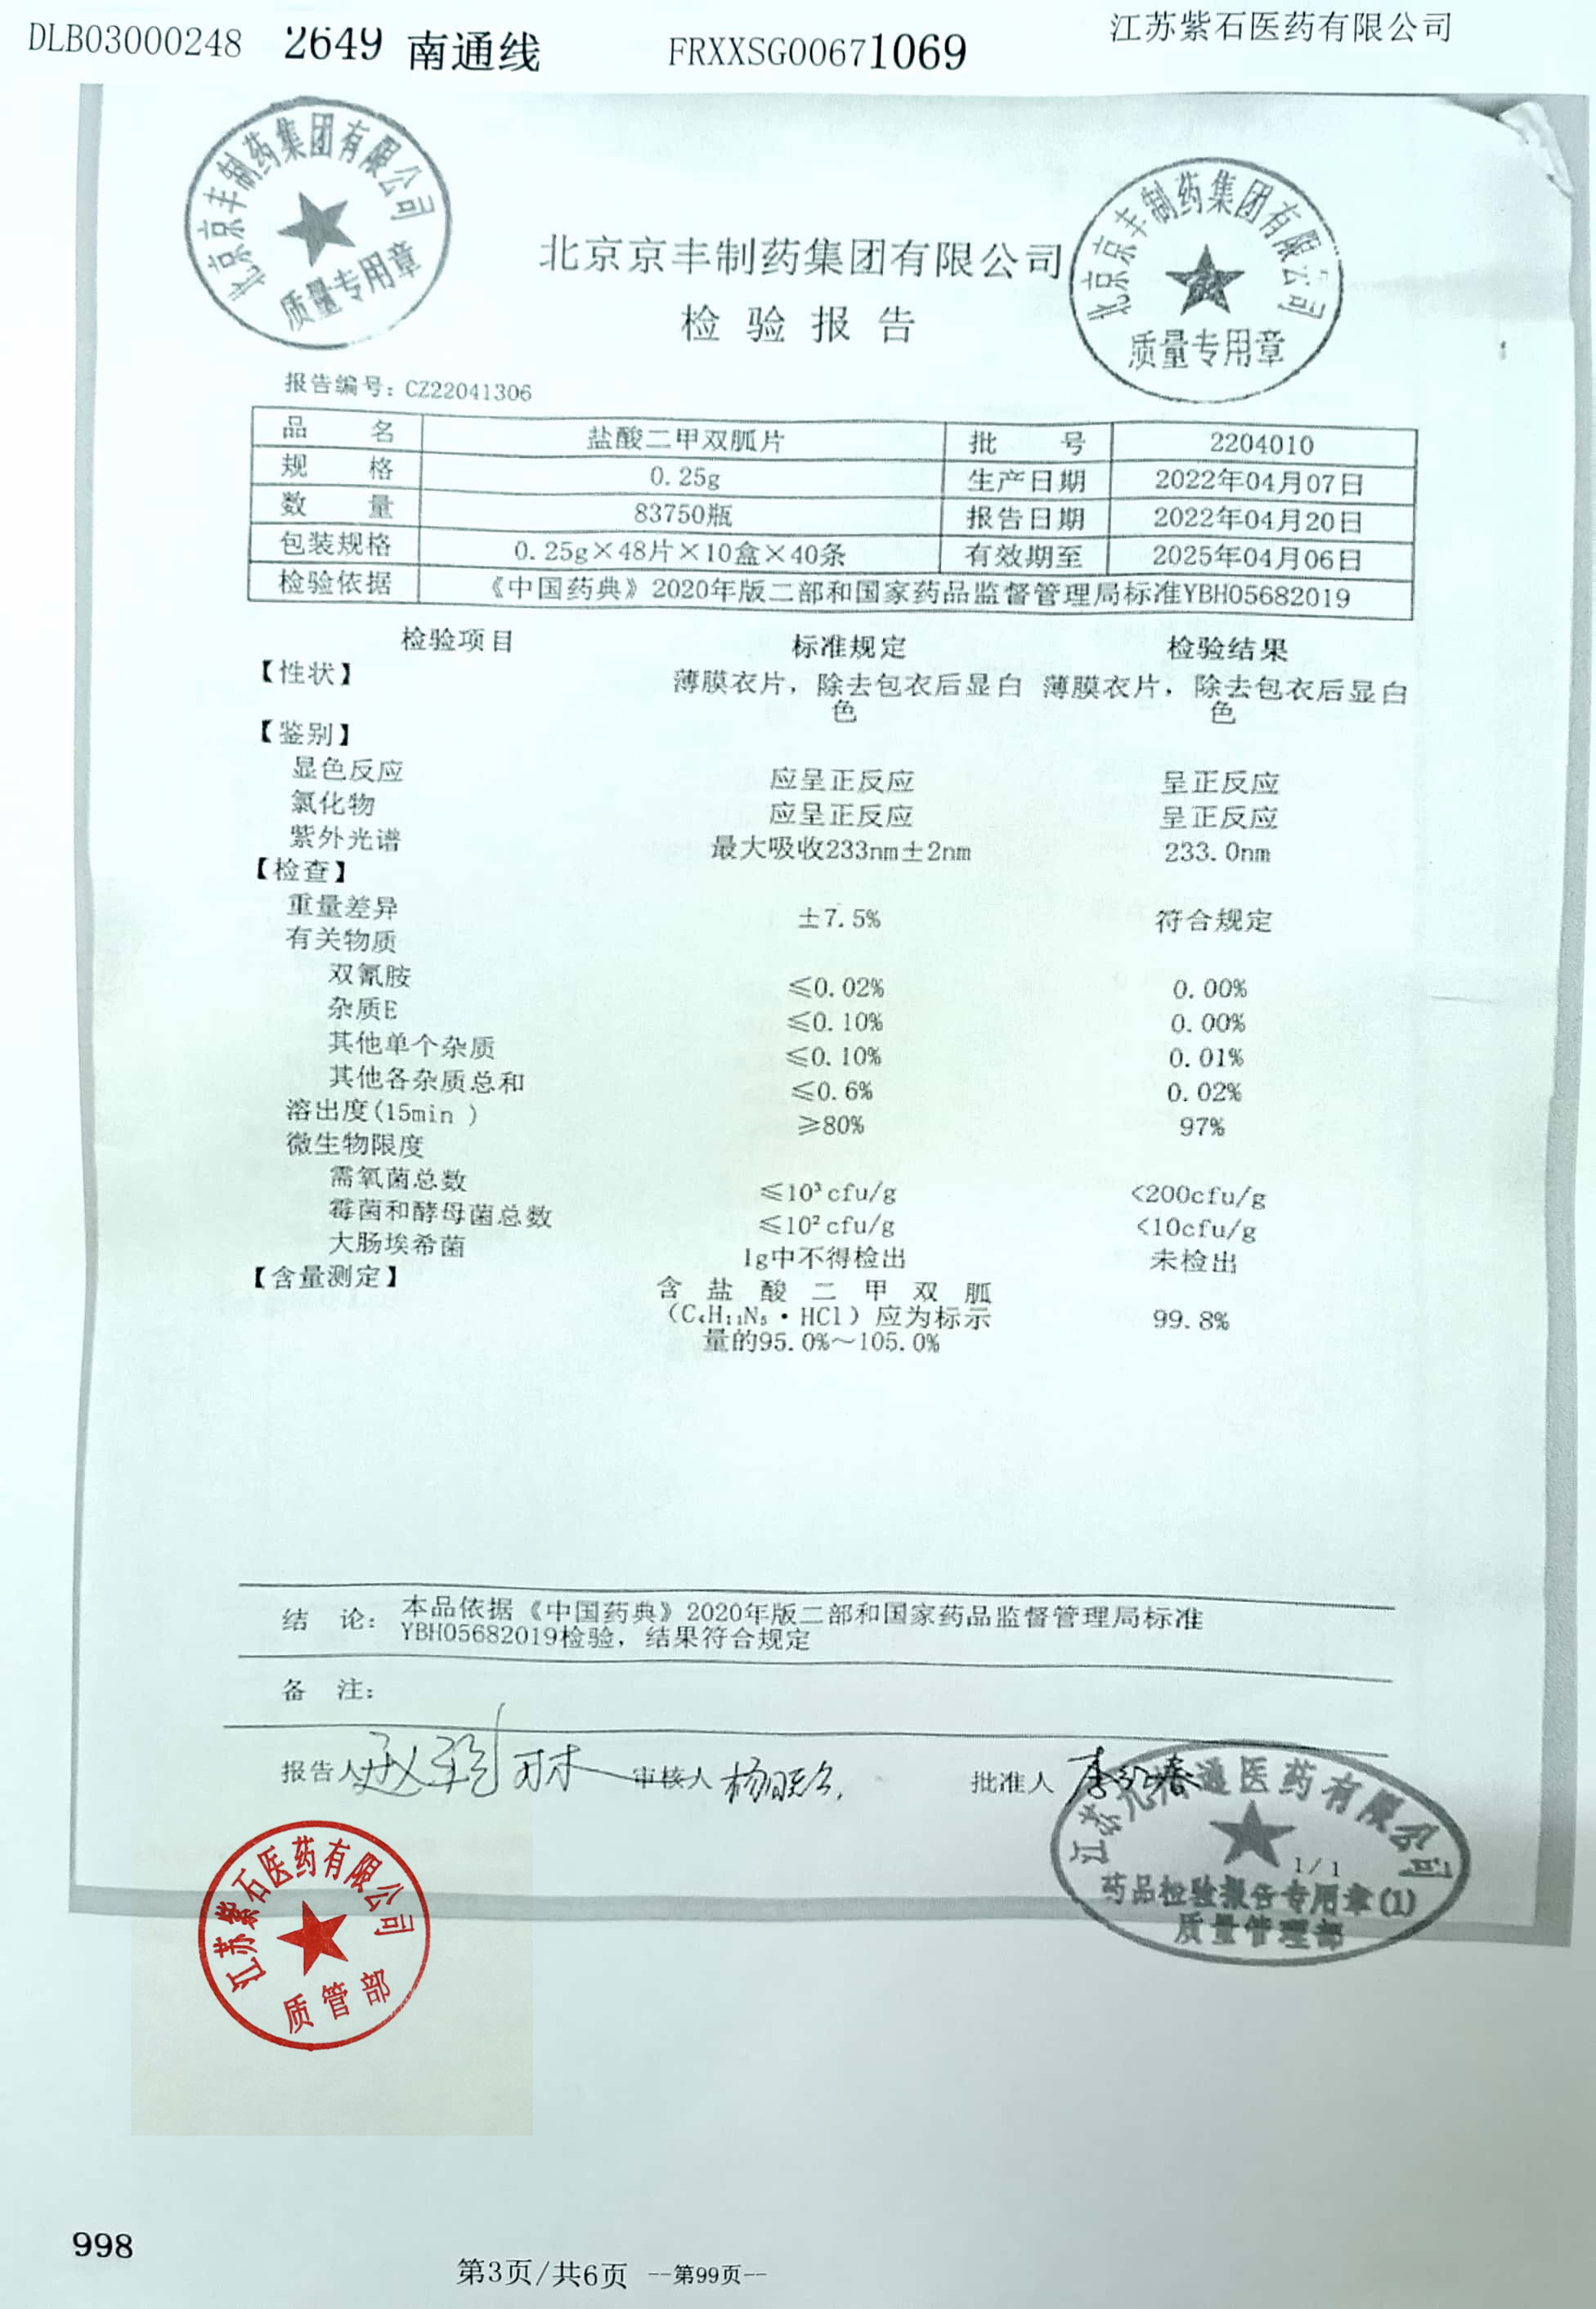 DLB03000248 2649 南通线 FRXXSG00671069 江苏紫石医药有限公司
北京京丰制药集团有限公司
质量专用章
北京京丰制药集团有限公司
质量专用章
北京京丰制药集团有限公司
检验报告
报告编号：CZ22041306
品名 盐酸二甲双胍片 批号 2204010
规格 0.25g 生产日期 2022年04月07日
数量 83750瓶 报告日期 2022年04月20日
包装规格 0.25g×48片×10盒×40条 有效期至 2025年04月06日
检验依据 《中国药典》2020年版二部和国家药品监督管理局标准YBH05682019
检验项目 标准规定 检验结果
【性状】 薄膜衣片，除去包衣后显白 薄膜衣片，除去包衣后显白
色 色
【鉴别】
显色反应 应呈正反应 呈正反应
氯化物 应呈正反应 呈正反应
紫外光谱 最大吸收233nm±2nm 233.0nm
【检查】
重量差异 ±7.5% 符合规定
有关物质
双氰胺 ≤0.02% 0.00%
杂质E ≤0.10% 0.00%
其他单个杂质 ≤0.10% 0.01%
其他各杂质总和 ≤0.6% 0.02%
溶出度(15min ) ≥80% 97%
微生物限度
需氧菌总数 ≤10³cfu/g <200cfu/g
霉菌和酵母菌总数 ≤10²cfu/g <10cfu/g
大肠埃希菌 1g中不得检出 未检出
【含量测定】 含盐酸二甲双胍
（C₄H₁₁N₅·HCl）应为标示 99.8%
量的95.0%～105.0%
结论： 本品依据《中国药典》2020年版二部和国家药品监督管理局标准
YBH05682019检验，结果符合规定
备注：
报告人 审核人 批准人
江苏九州通医药有限公司
1/1
药品检验报告专用章(1)
质量管理部
江苏紫石医药有限公司
质管部
998
第3页/共6页 --第99页--